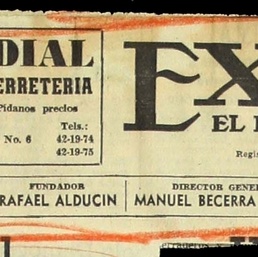 DIAL
ERRETERIA
Pídanos precios
Tels.:
No. 6 42-19-74
42-19-75
EX
EL
Regis
FUNDADOR
RAFAEL ALDUCIN
DIRECTOR GENE
MANUEL BECERRA